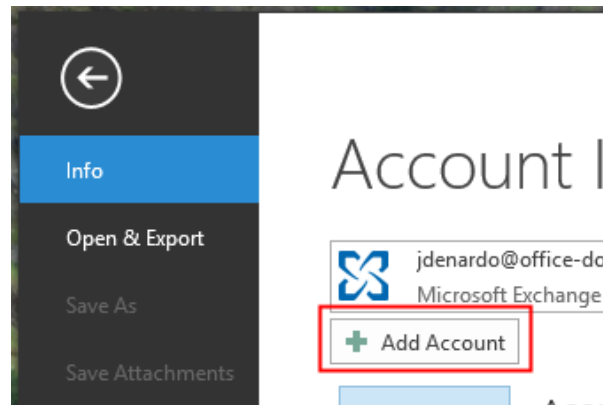 Info
Open & Export
Save As
Save Attachments
Account
jdenardo@office-do
Microsoft Exchange
Add Account